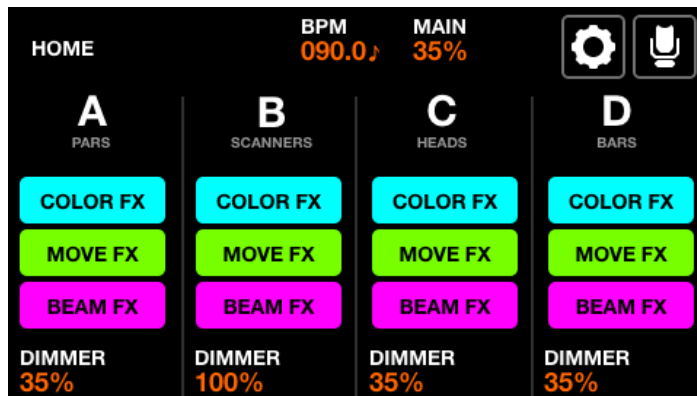 HOME
BPM MAIN
090.0♪ 35%
A B C D
PARS SCANNERS HEADS BARS
COLOR FX COLOR FX COLOR FX COLOR FX
MOVE FX MOVE FX MOVE FX MOVE FX
BEAM FX BEAM FX BEAM FX BEAM FX
DIMMER DIMMER DIMMER DIMMER
35% 100% 35% 35%